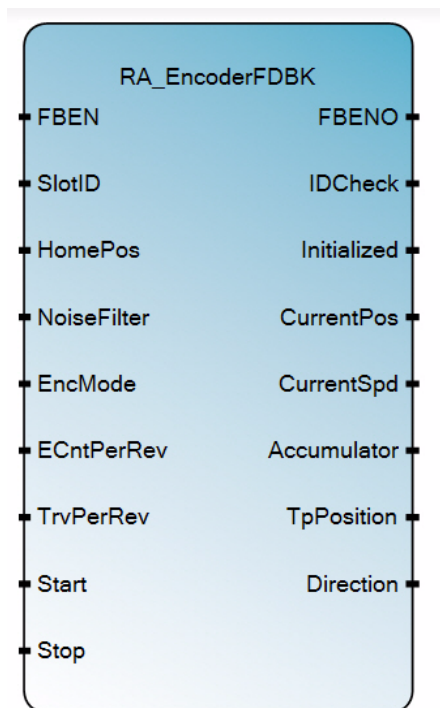 RA_EncoderFDBK
FBEN FBENO
SlotID IDCheck
HomePos Initialized
NoiseFilter CurrentPos
EncMode CurrentSpd
ECntPerRev Accumulator
TrvPerRev TpPosition
Start Direction
Stop